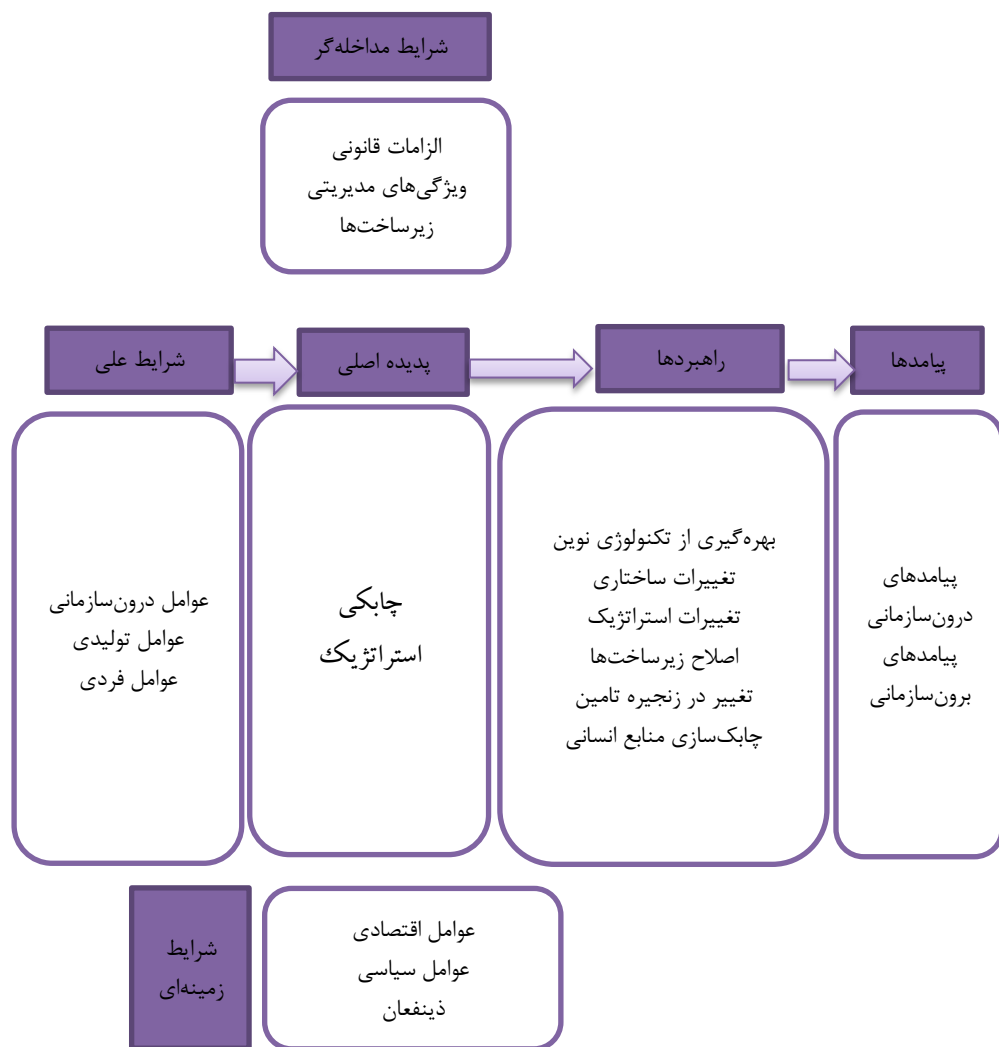 شرایط مداخله‌گر
الزامات قانونی
ویژگی‌های مدیریتی
زیرساخت‌ها
شرایط علی
پدیده اصلی
راهبردها
پیامدها
عوامل درون‌سازمانی
عوامل تولیدی
عوامل فردی
چابکی
استراتژیک
بهره‌گیری از تکنولوژی نوین
تغییرات ساختاری
تغییرات استراتژیک
اصلاح زیرساخت‌ها
تغییر در زنجیره تامین
چابک‌سازی منابع انسانی
پیامدهای
درون‌سازمانی
پیامدهای
برون‌سازمانی
شرایط
زمینه‌ای
عوامل اقتصادی
عوامل سیاسی
ذینفعان